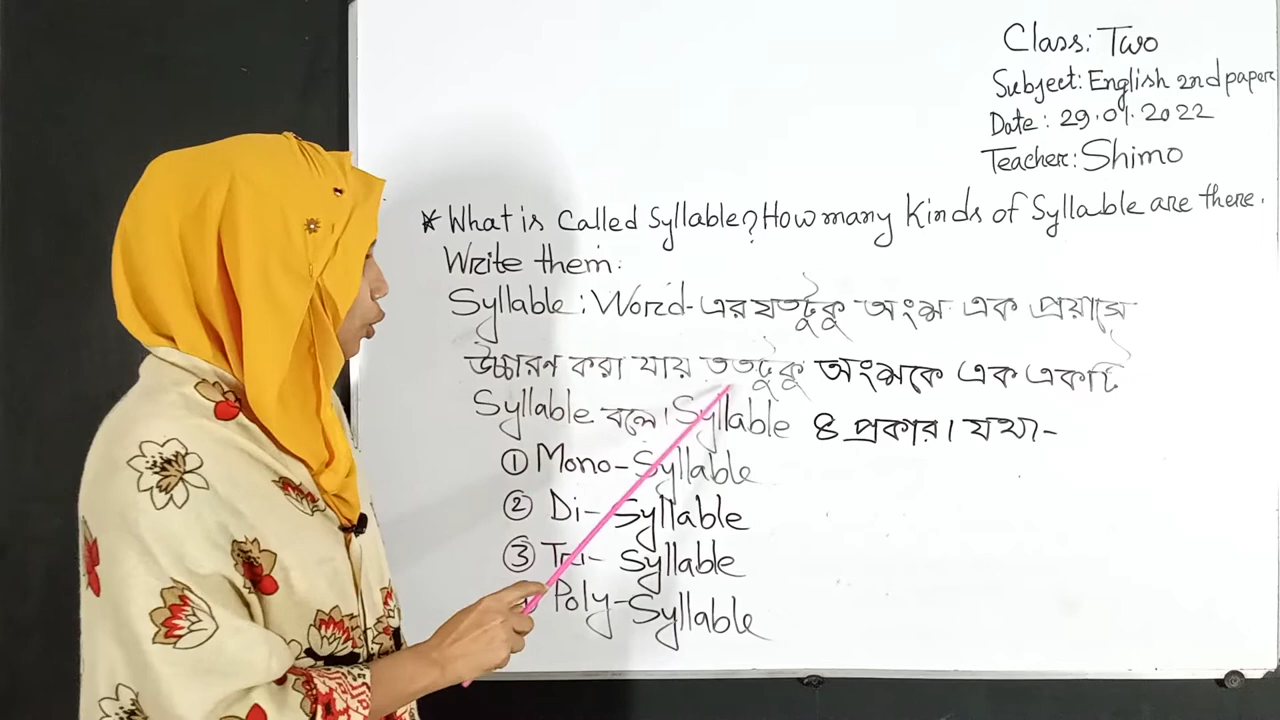 Class: Two
Subject: English 2nd paper
Date: 29.01.2022
Teacher: Shimo
* What is Called Syllable? How many Kinds of Syllable are there.
Write them.
Syllable: Word-এর যতটুকু অংশ এক প্রয়াসে
উচ্চারণ করা যায় ততটুকু অংশকে এক একটি
Syllable বলে। Syllable ৪ প্রকার। যথা-
① Mono-Syllable
② Di-Syllable
③ Tri-Syllable
Poly-Syllable